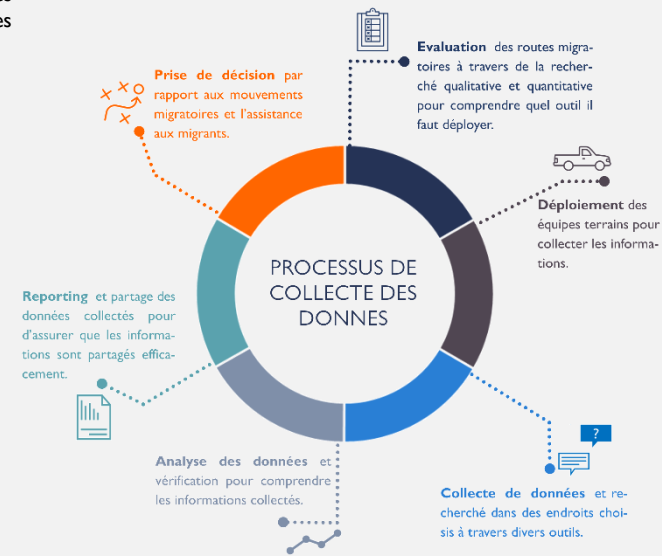 es
Evaluation des routes migra-
toires à travers de la recher-
ché qualitative et quantitative
pour comprendre quel outil il
faut déployer.
Déploiement des
équipes terrains pour
collecter les informa-
tions.
?
Collecte de données et re-
cherché dans des endroits choi-
sis à travers divers outils.
Analyse des données et
vérification pour comprendre
les informations collectés.
Reporting et partage des
données collectés pour
d'assurer que les informa-
tions sont partagés effica-
cement.
Prise de décision par
rapport aux mouvements
migratoires et l'assistance
aux migrants.
PROCESSUS DE
COLLECTE DES
DONNES